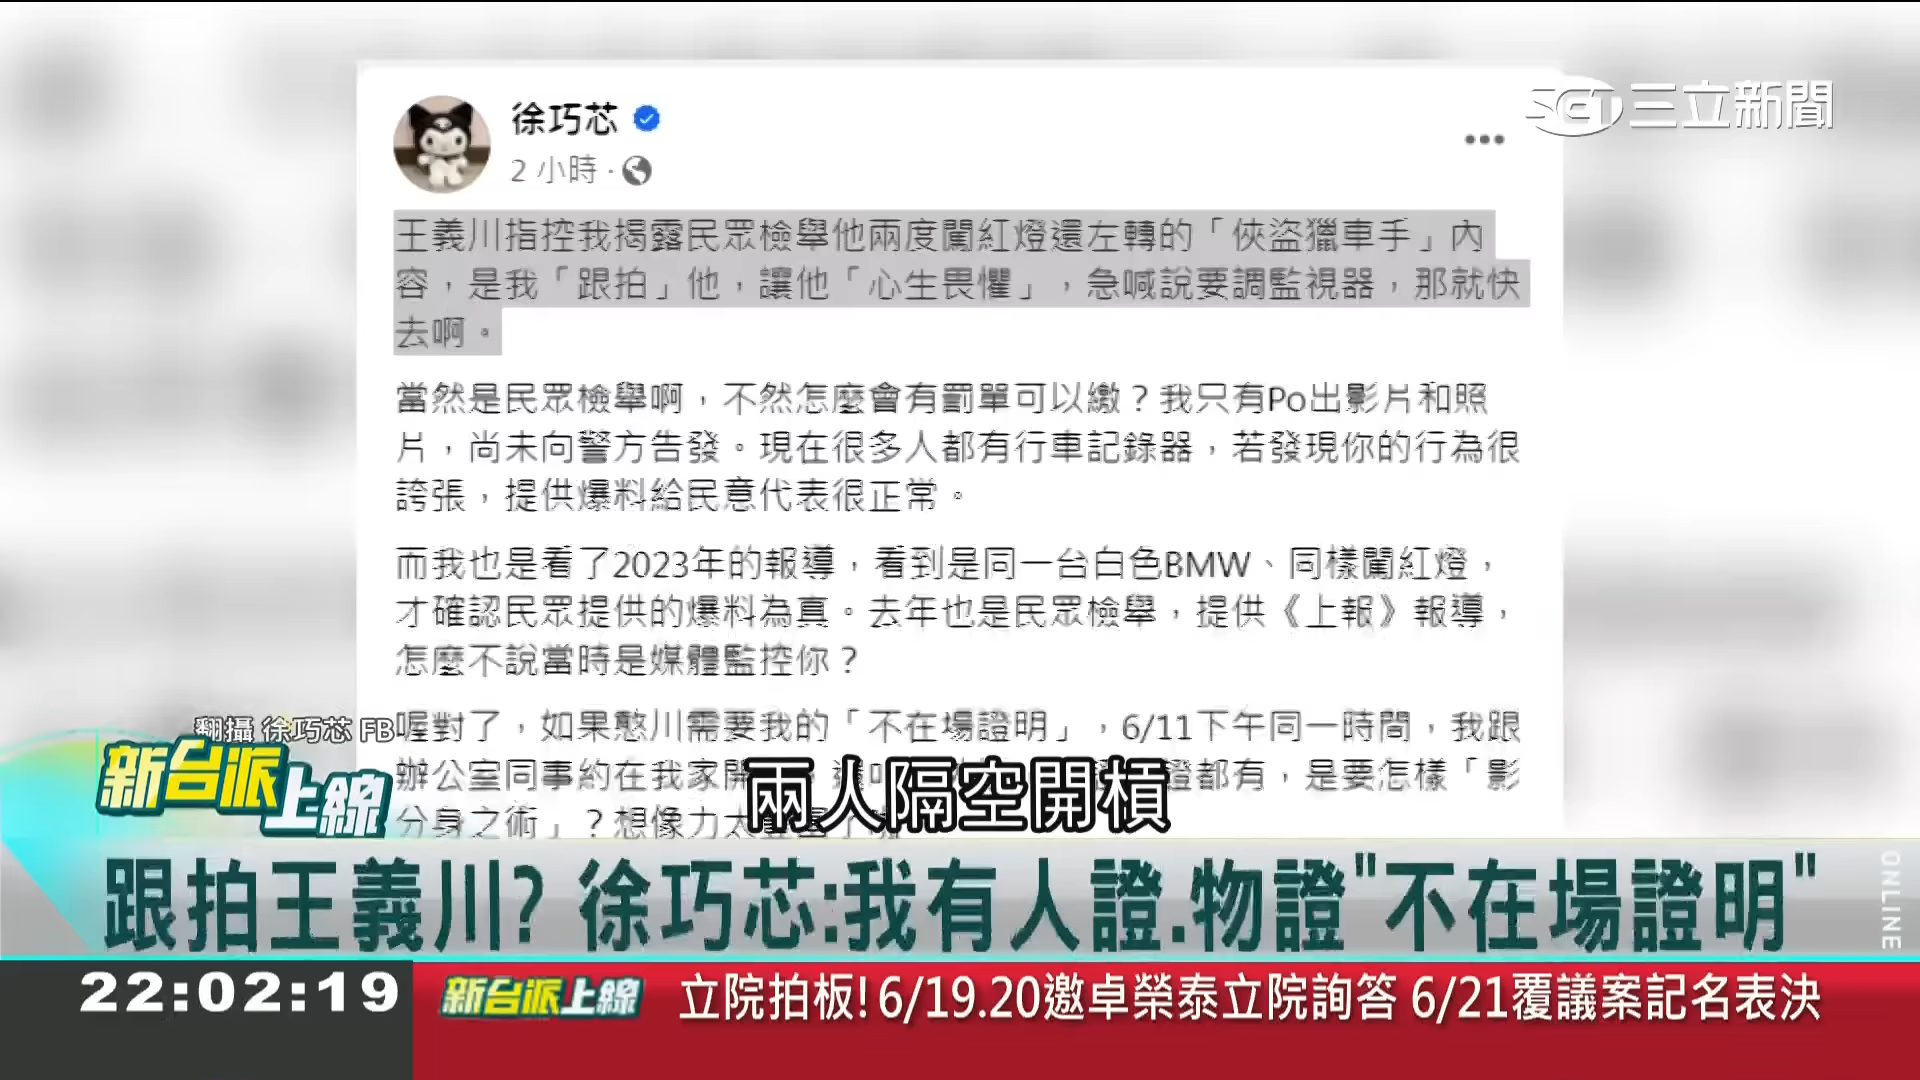 徐巧芯
SET三立新聞
2 小時
王義川指控我揭露民眾檢舉他兩度闖紅燈還左轉的「俠盜獵車手」內
容，是我「跟拍」他，讓他「心生畏懼」，急喊說要調監視器，那就快
去啊。
當然是民眾檢舉啊，不然怎麼會有罰單可以繳？我只有Po出影片和照
片，尚未向警方告發。現在很多人都有行車記錄器，若發現你的行為很
誇張，提供爆料給民意代表很正常。
而我也是看了2023年的報導，看到是同一台白色BMW、同樣闖紅燈，
才確認民眾提供的爆料為真。去年也是民眾檢舉，提供《上報》報導，
怎麼不說當時是媒體監控你？
翻攝 徐巧芯 FB
喔對了，如果憨川需要我的「不在場證明」，6/11下午同一時間，我跟
辦公室同事約在我家開
證都有，是要怎樣「影
分身之術」？想像力太
新台派上線
兩人隔空開槓
跟拍王義川? 徐巧芯:我有人證.物證"不在場證明"
ONLINE
22:02:19
新台派上線
立院拍板!6/19.20邀卓榮泰立院詢答 6/21覆議案記名表決